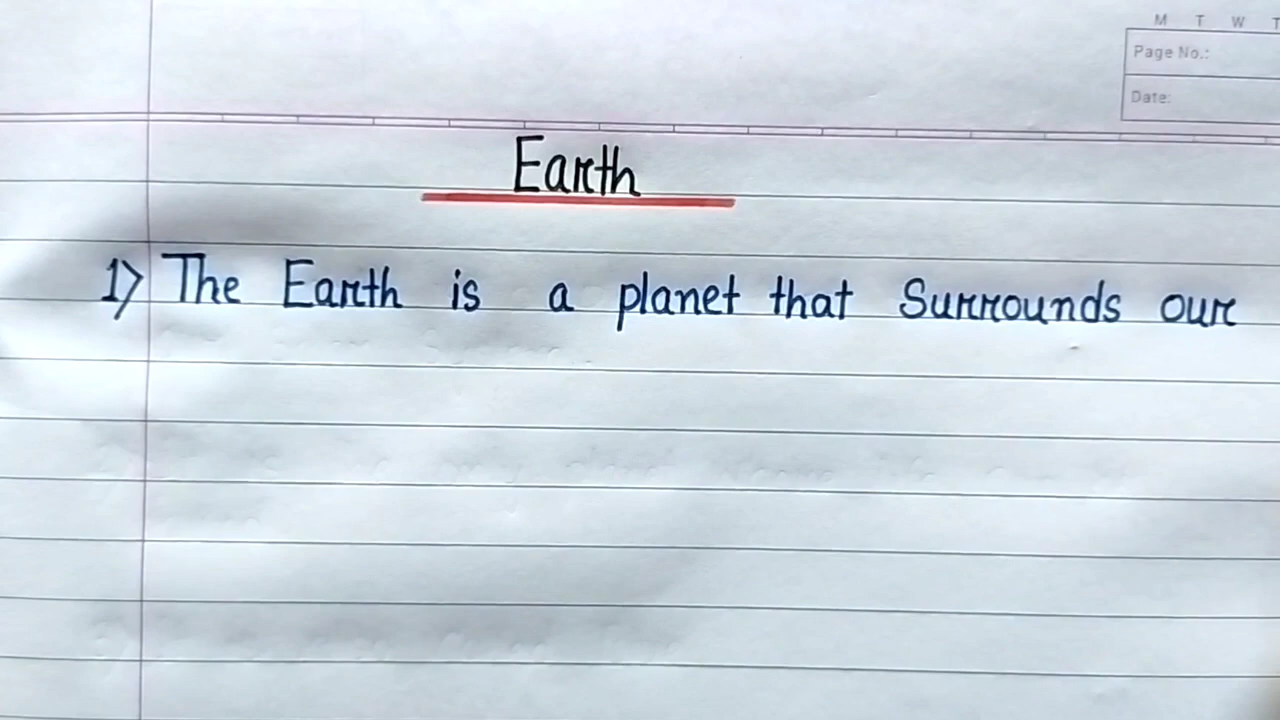 M T W T
Page No.:
Date:
Earth
1) The Earth is a planet that Surrounds our